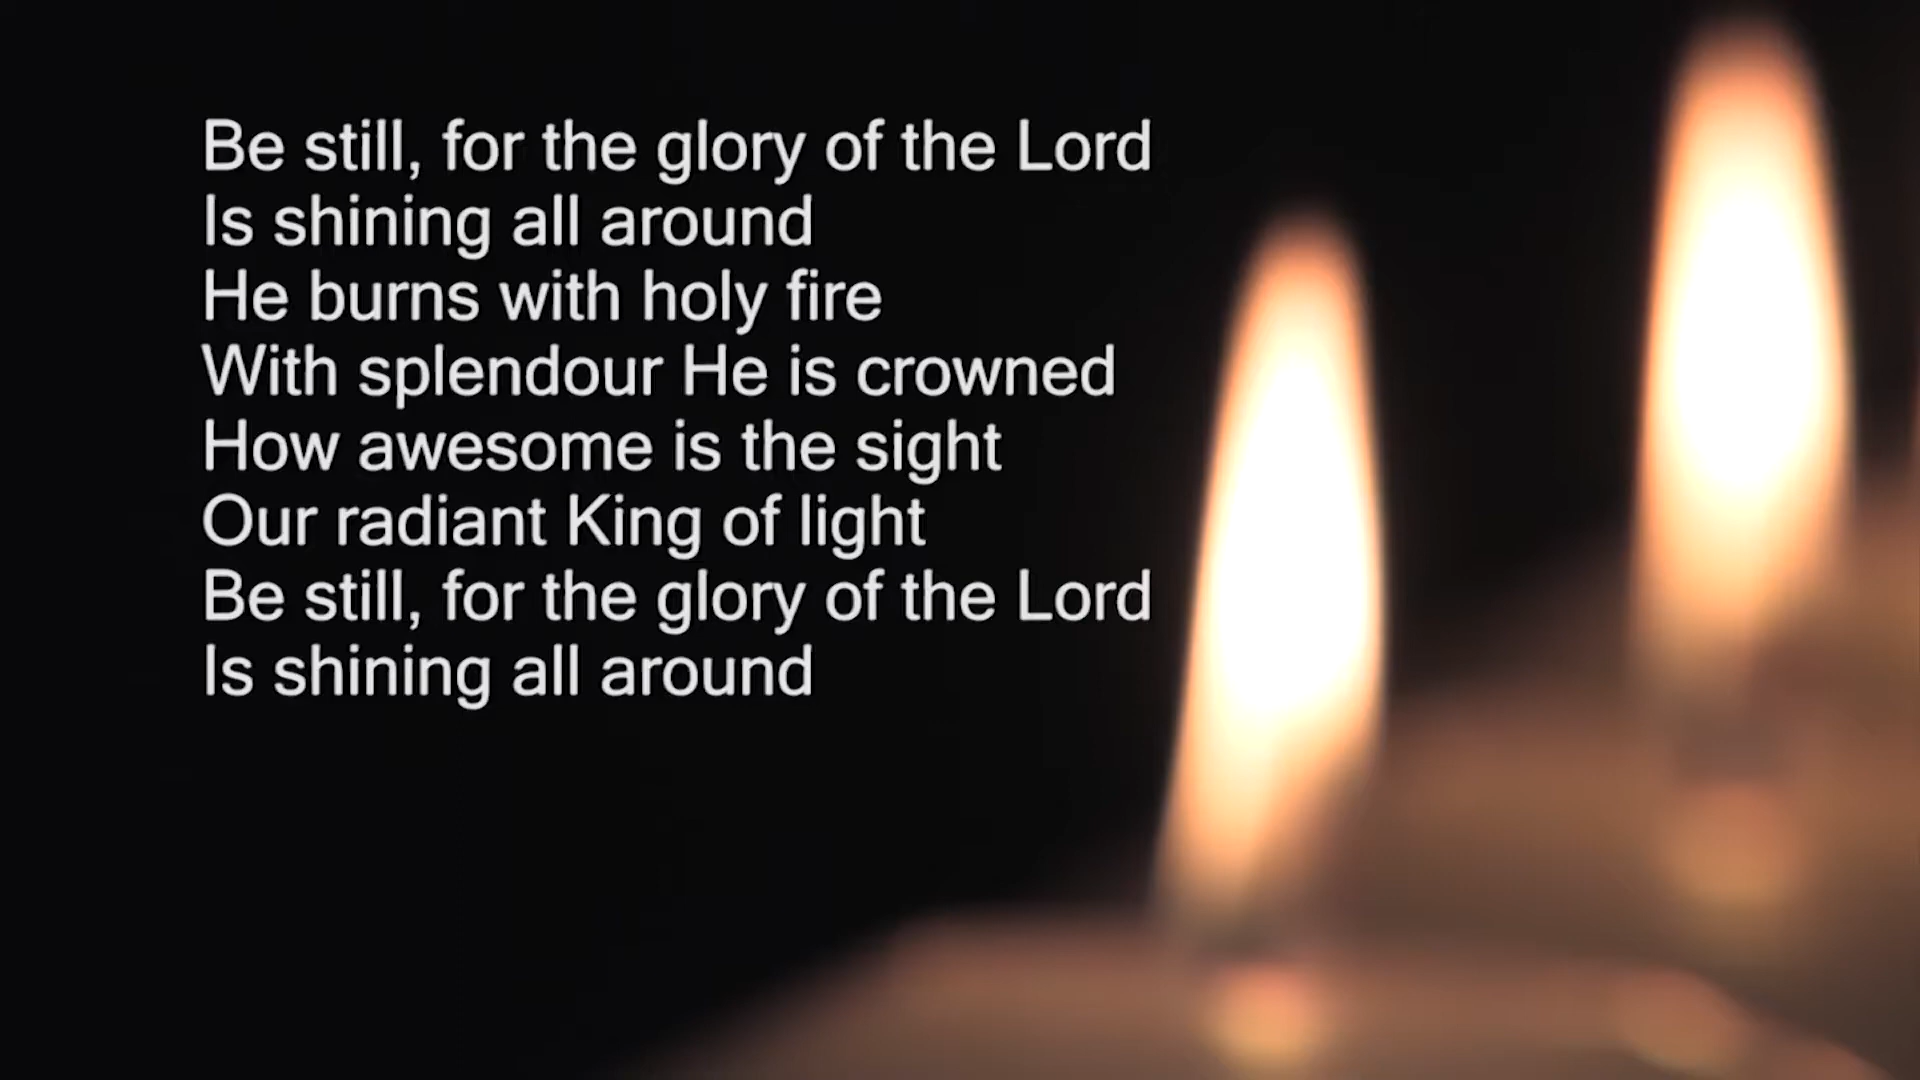 Be still, for the glory of the Lord
Is shining all around
He burns with holy fire
With splendour He is crowned
How awesome is the sight
Our radiant King of light
Be still, for the glory of the Lord
Is shining all around